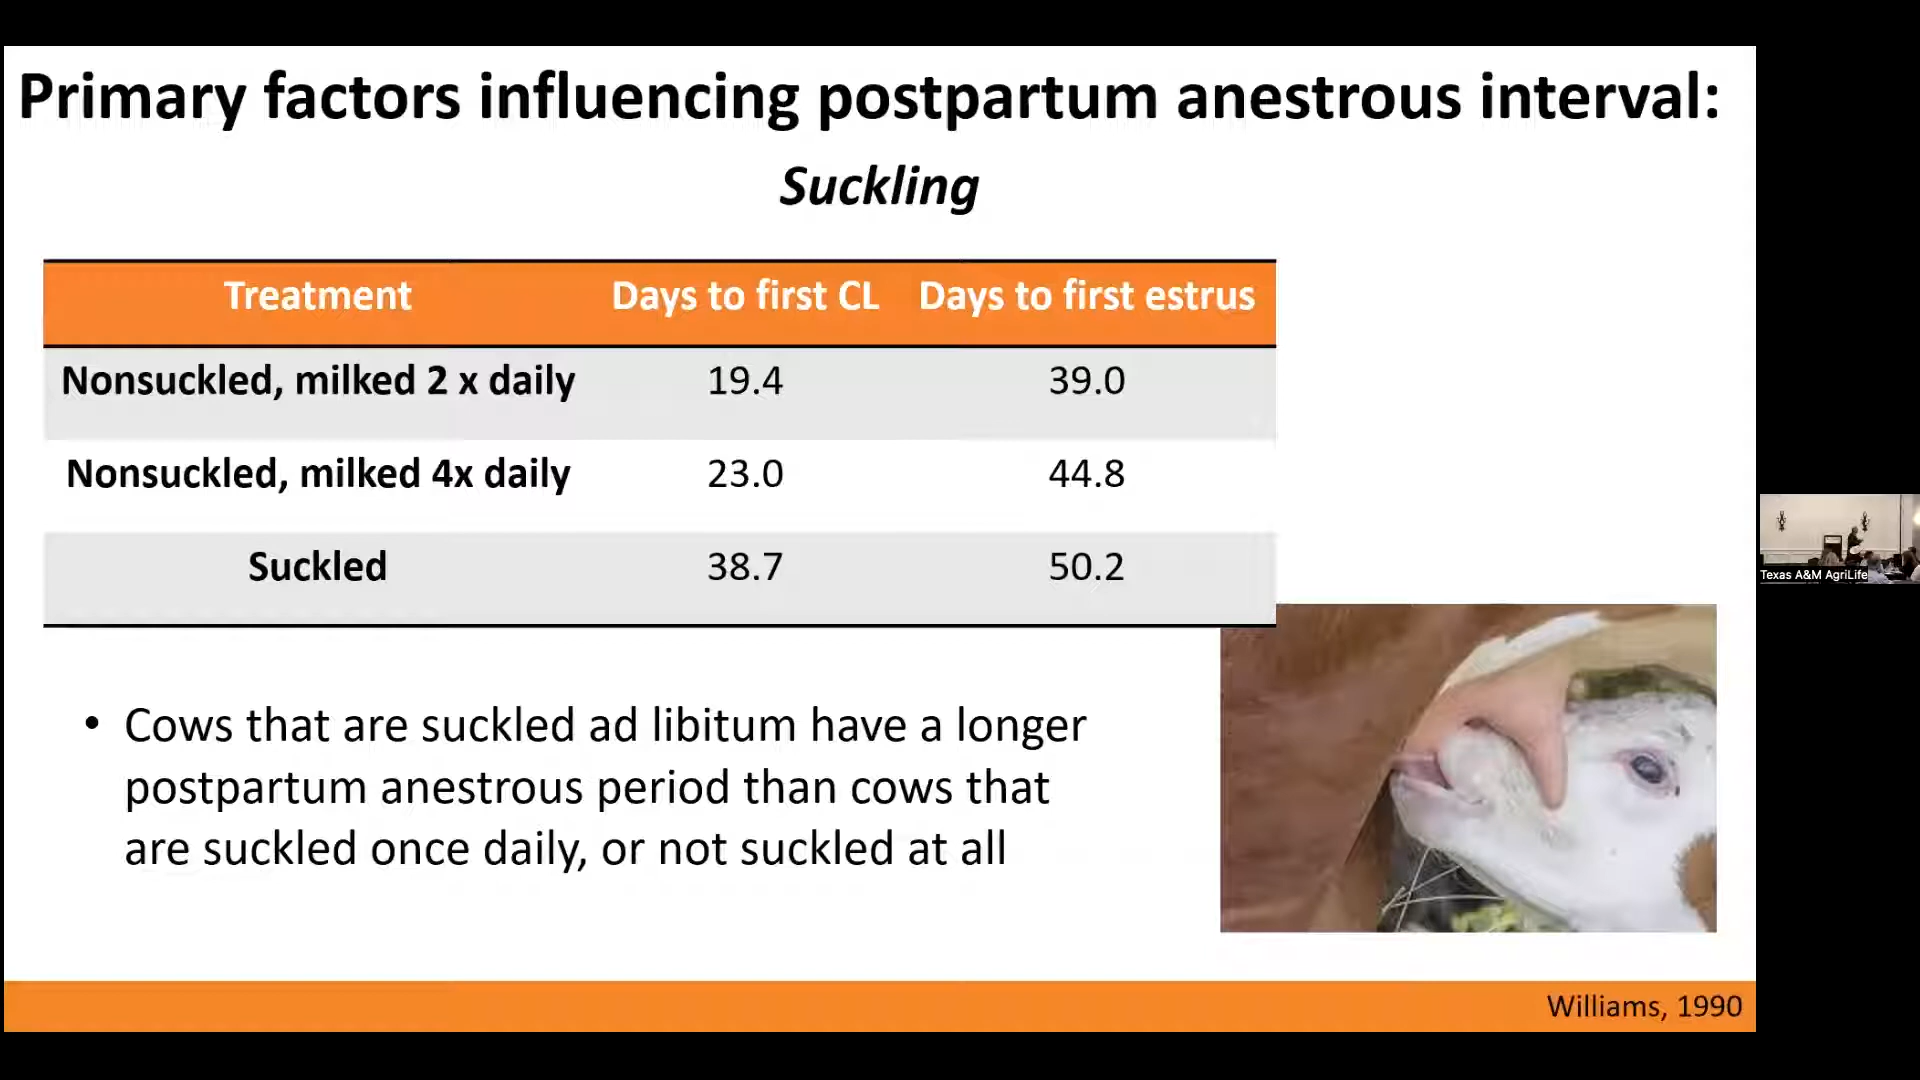 Primary factors influencing postpartum anestrous interval:
Suckling
Treatment Days to first CL Days to first estrus
Nonsuckled, milked 2 x daily 19.4 39.0
Nonsuckled, milked 4x daily 23.0 44.8
Suckled 38.7 50.2
• Cows that are suckled ad libitum have a longer
postpartum anestrous period than cows that
are suckled once daily, or not suckled at all
Williams, 1990
Texas A&M AgriLife